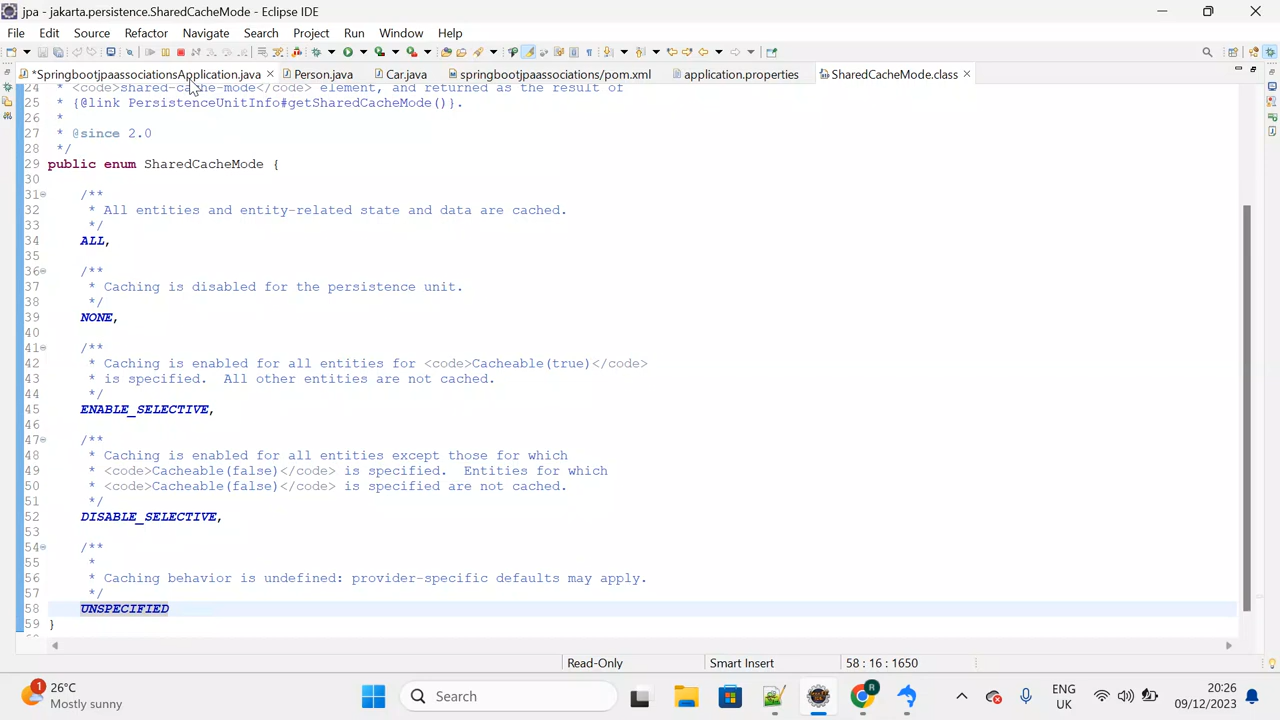 jpa - jakarta.persistence.SharedCacheMode - Eclipse IDE
File Edit Source Refactor Navigate Search Project Run Window Help
*SpringbootjpaassociationsApplication.java Person.java Car.java springbootjpaassociations/pom.xml application.properties SharedCacheMode.class
24 * <code>shared-cache-mode</code> element, and returned as the result of
25 * {@link PersistenceUnitInfo#getSharedCacheMode()}.
26 *
27 * @since 2.0
28 */
29 public enum SharedCacheMode {
30
31 /**
32 * All entities and entity-related state and data are cached.
33 */
34 ALL,
35
36 /**
37 * Caching is disabled for the persistence unit.
38 */
39 NONE,
40
41 /**
42 * Caching is enabled for all entities for <code>Cacheable(true)</code>
43 * is specified.  All other entities are not cached.
44 */
45 ENABLE_SELECTIVE,
46
47 /**
48 * Caching is enabled for all entities except those for which
49 * <code>Cacheable(false)</code> is specified.  Entities for which
50 * <code>Cacheable(false)</code> is specified are not cached.
51 */
52 DISABLE_SELECTIVE,
53
54 /**
55 *
56 * Caching behavior is undefined: provider-specific defaults may apply.
57 */
58 UNSPECIFIED
59 }
Read-Only Smart Insert 58 : 16 : 1650
1 26°C
Mostly sunny
Search
R
ENG
UK
20:26
09/12/2023